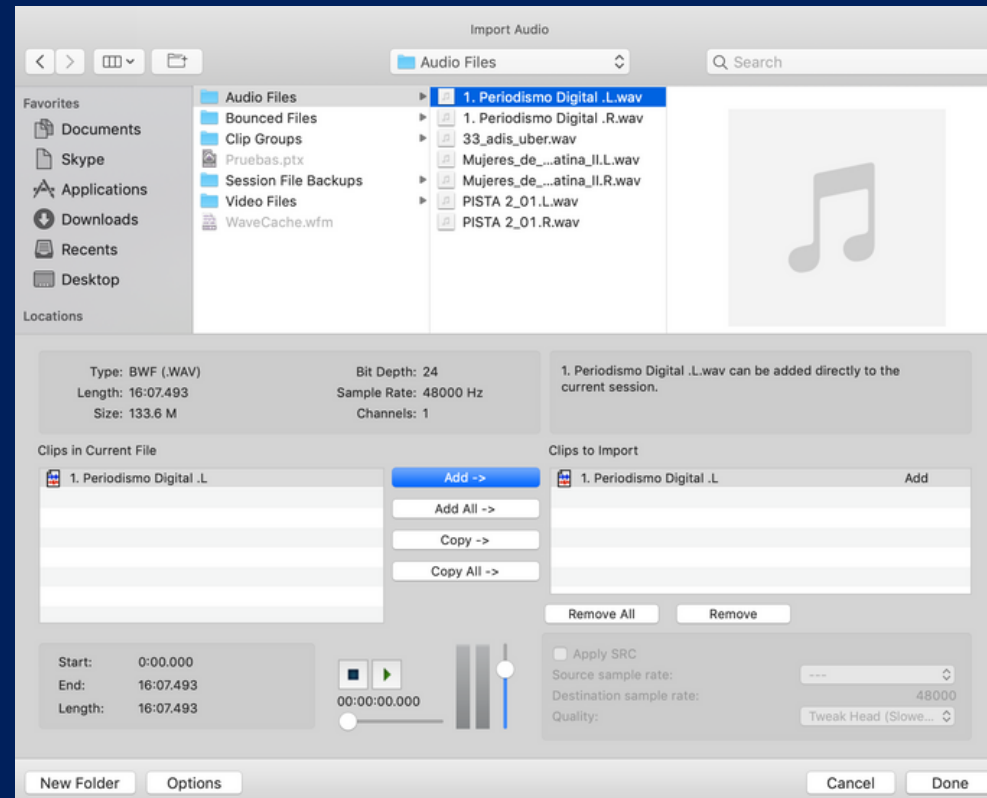 Import Audio
Audio Files
Search
Favorites
Documents
Skype
Applications
Downloads
Recents
Desktop
Locations
Audio Files
Bounced Files
Clip Groups
Pruebas.ptx
Session File Backups
Video Files
WaveCache.wfm
1. Periodismo Digital .L.wav
1. Periodismo Digital .R.wav
33_adis_uber.wav
Mujeres_de_...atina_II.L.wav
Mujeres_de_...atina_II.R.wav
PISTA 2_01.L.wav
PISTA 2_01.R.wav
Type: BWF (.WAV)
Length: 16:07.493
Size: 133.6 M
Bit Depth: 24
Sample Rate: 48000 Hz
Channels: 1
1. Periodismo Digital .L.wav can be added directly to the
current session.
Clips in Current File
1. Periodismo Digital .L
Add ->
Add All ->
Copy ->
Copy All ->
Clips to Import
1. Periodismo Digital .L Add
Remove All Remove
Start: 0:00.000
End: 16:07.493
Length: 16:07.493
00:00:00.000
Apply SRC
Source sample rate: ---
Destination sample rate: 48000
Quality: Tweak Head (Slowe...
New Folder Options Cancel Done